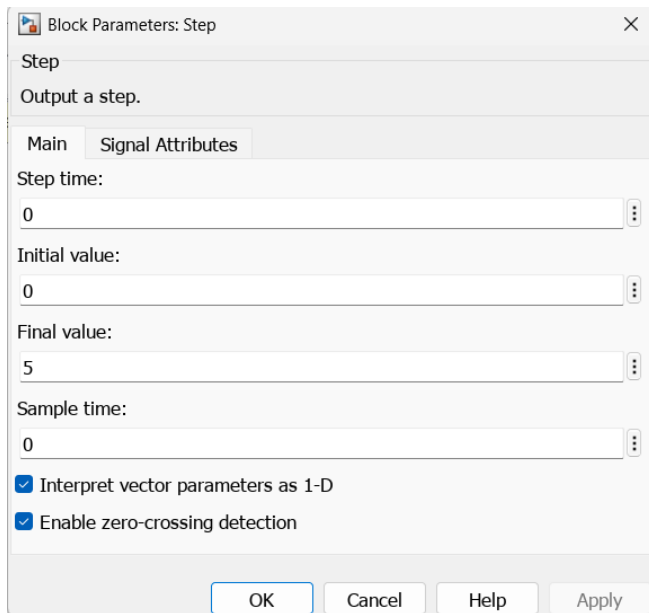 Block Parameters: Step
Step
Output a step.
Main Signal Attributes
Step time:
0
Initial value:
0
Final value:
5
Sample time:
0
Interpret vector parameters as 1-D
Enable zero-crossing detection
OK Cancel Help Apply